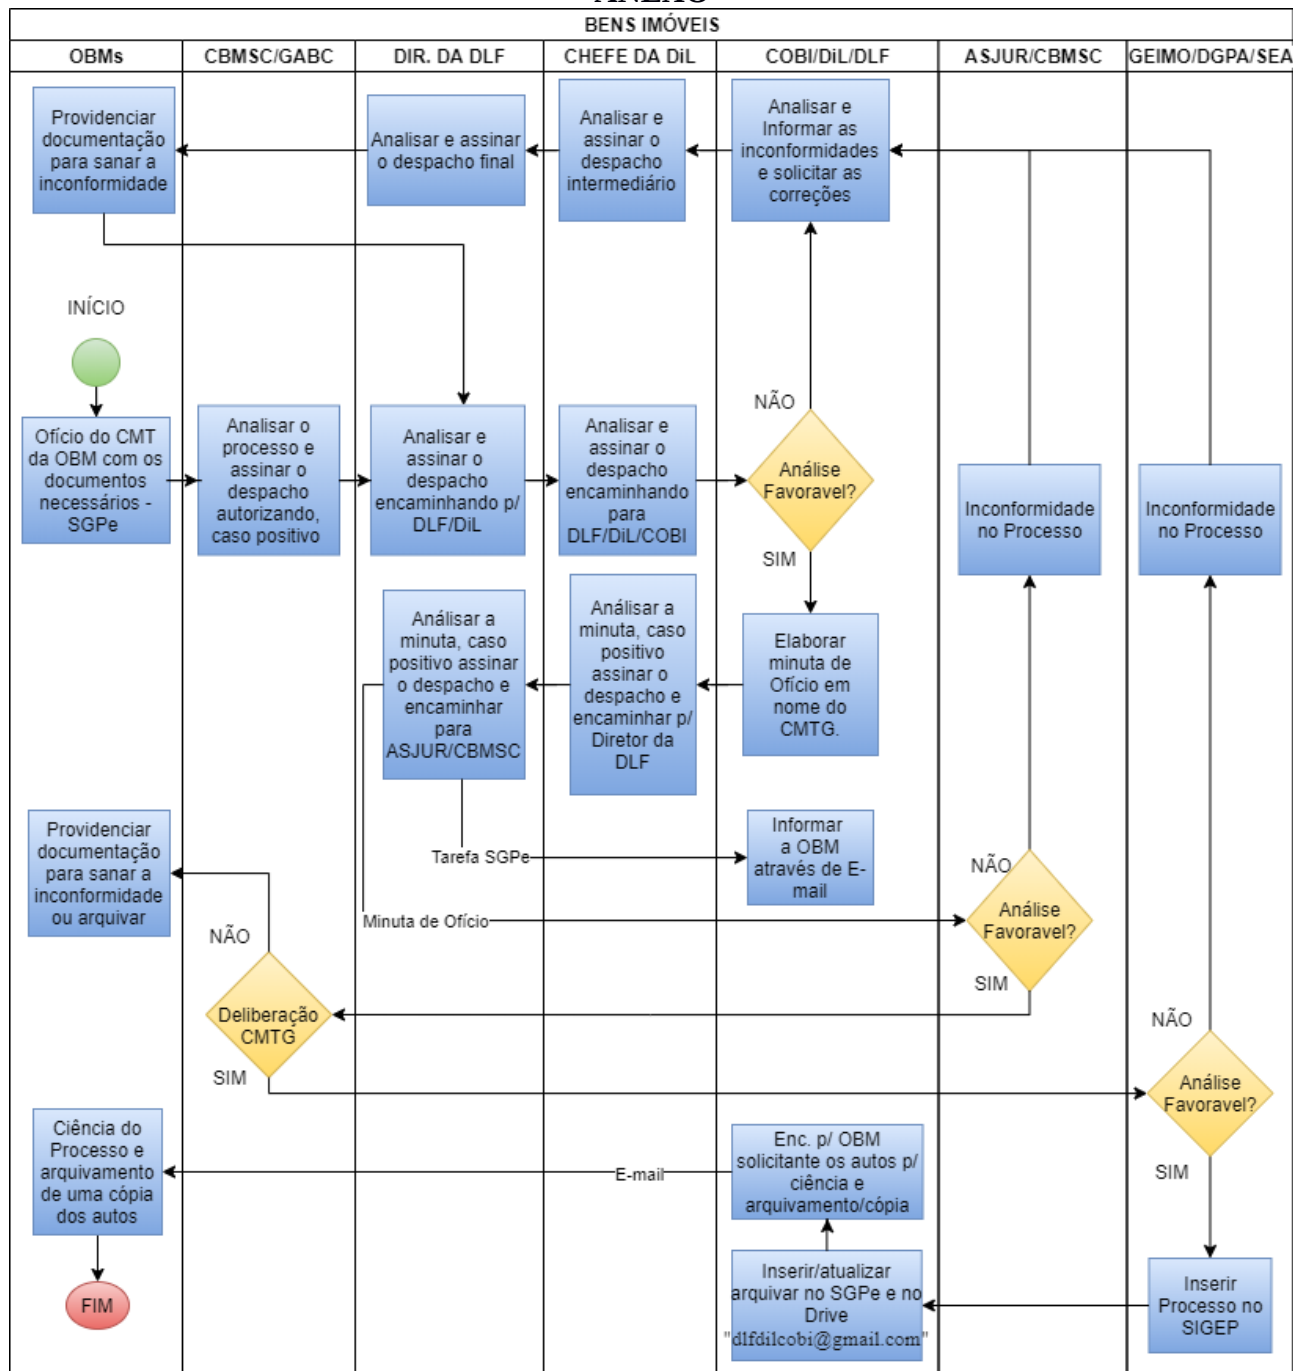 ANEXO
BENS IMÓVEIS
OBMs
CBMSC/GABC
DIR. DA DLF
CHEFE DA DiL
COBI/DiL/DLF
ASJUR/CBMSC
GEIMO/DGPA/SEA
Providenciar
documentação
para sanar a
inconformidade
Analisar e assinar
o despacho final
Analisar e
assinar o
despacho
intermediário
Analisar e
Informar as
inconformidades
e solicitar as
correções
INÍCIO
Ofício do CMT
da OBM com os
documentos
necessários -
SGPe
Analisar o
processo e
assinar o
despacho
autorizando,
caso positivo
Analisar e
assinar o
despacho
encaminhando p/
DLF/DiL
Analisar e
assinar o
despacho
encaminhando
para
DLF/DiL/COBI
NÃO
Análise
Favoravel?
SIM
Inconformidade
no Processo
Inconformidade
no Processo
Análisar a
minuta, caso
positivo assinar
o despacho e
encaminhar
para
ASJUR/CBMSC
Análisar a
minuta, caso
positivo
assinar o
despacho e
encaminhar p/
Diretor da
DLF
Elaborar
minuta de
Ofício em
nome do
CMTG.
Providenciar
documentação
para sanar a
inconformidade
ou arquivar
Tarefa SGPe
Informar
a OBM
através de E-
mail
Minuta de Ofício
NÃO
Análise
Favoravel?
SIM
NÃO
Deliberação
CMTG
SIM
NÃO
Análise
Favoravel?
SIM
Ciência do
Processo e
arquivamento
de uma cópia
dos autos
E-mail
Enc. p/ OBM
solicitante os autos p/
ciência e
arquivamento/cópia
FIM
Inserir/atualizar
arquivar no SGPe e no
Drive
"dlfdilcobi@gmail.com"
Inserir
Processo no
SIGEP